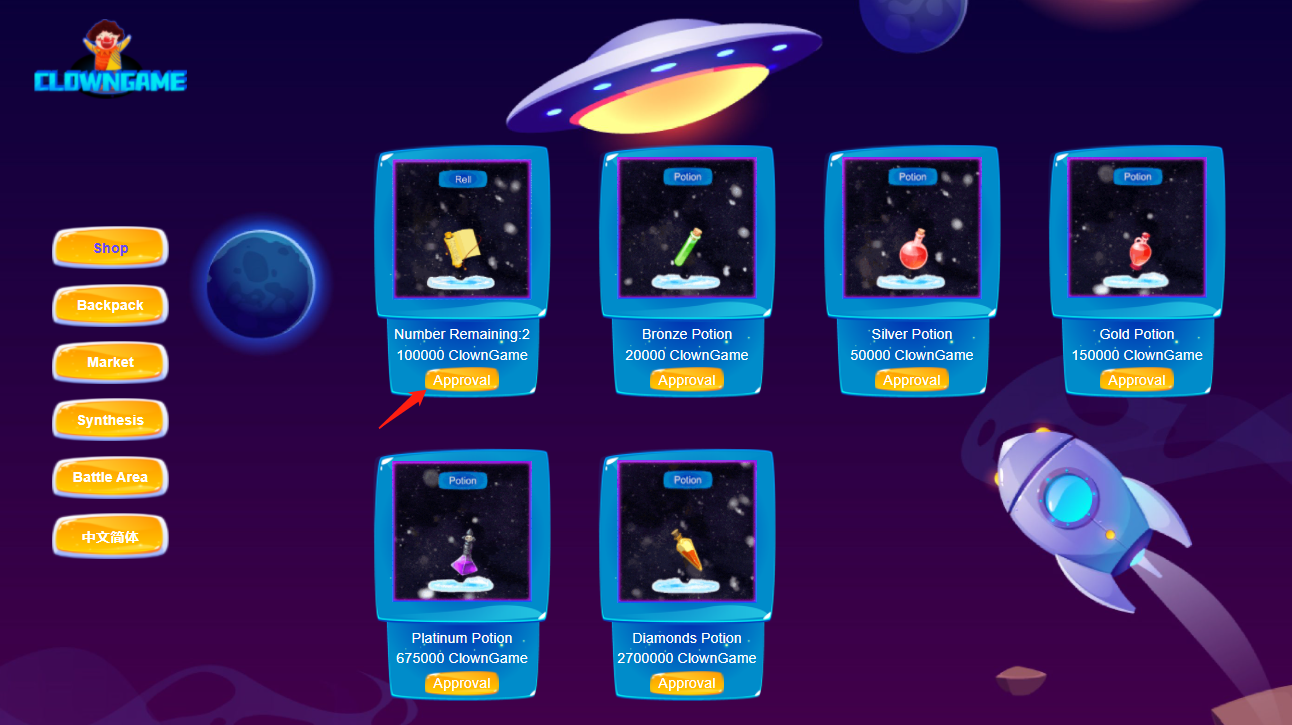 CLOWNGAME
Shop
Backpack
Market
Synthesis
Battle Area
中文简体
Rell
Number Remaining:2
100000 ClownGame
Approval
Potion
Bronze Potion
20000 ClownGame
Approval
Potion
Silver Potion
50000 ClownGame
Approval
Potion
Gold Potion
150000 ClownGame
Approval
Potion
Platinum Potion
675000 ClownGame
Approval
Potion
Diamonds Potion
2700000 ClownGame
Approval